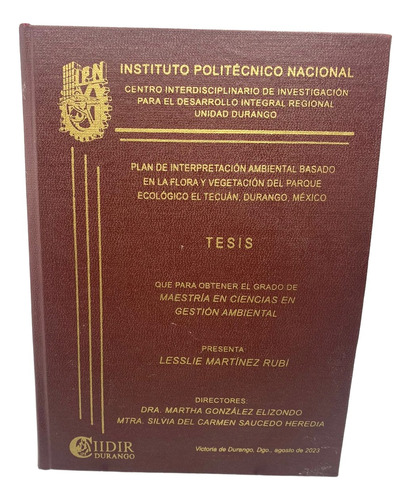 IPN
INSTITUTO POLITÉCNICO NACIONAL
CENTRO INTERDISCIPLINARIO DE INVESTIGACIÓN
PARA EL DESARROLLO INTEGRAL REGIONAL
UNIDAD DURANGO
PLAN DE INTERPRETACIÓN AMBIENTAL BASADO
EN LA FLORA Y VEGETACIÓN DEL PARQUE
ECOLÓGICO EL TECUÁN, DURANGO, MÉXICO
TESIS
QUE PARA OBTENER EL GRADO DE
MAESTRÍA EN CIENCIAS EN
GESTIÓN AMBIENTAL
PRESENTA
LESSLIE MARTÍNEZ RUBÍ
DIRECTORES:
DRA. MARTHA GONZÁLEZ ELIZONDO
MTRA. SILVIA DEL CARMEN SAUCEDO HEREDIA
CIIDIR
DURANGO
Victoria de Durango, Dgo., agosto de 2023